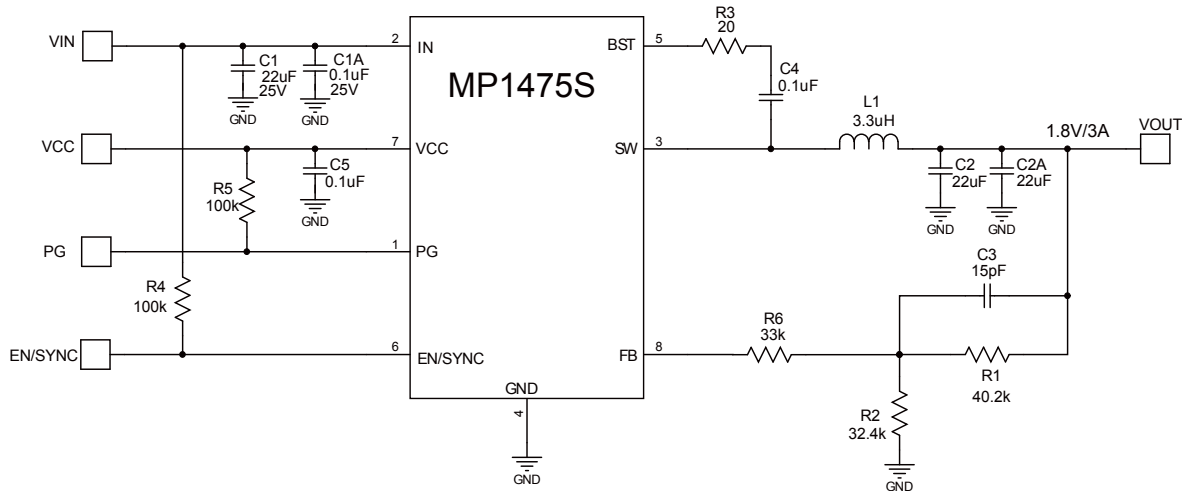 VIN
2
IN
C1
22uF
25V
GND
C1A
0.1uF
25V
GND
VCC
7
VCC
C5
0.1uF
GND
R5
100k
PG
1
PG
R4
100k
EN/SYNC
6
EN/SYNC
MP1475S
GND
4
GND
BST
5
R3
20
C4
0.1uF
SW
3
L1
3.3uH
1.8V/3A
VOUT
C2
22uF
GND
C2A
22uF
GND
C3
15pF
FB
8
R6
33k
R1
40.2k
R2
32.4k
GND